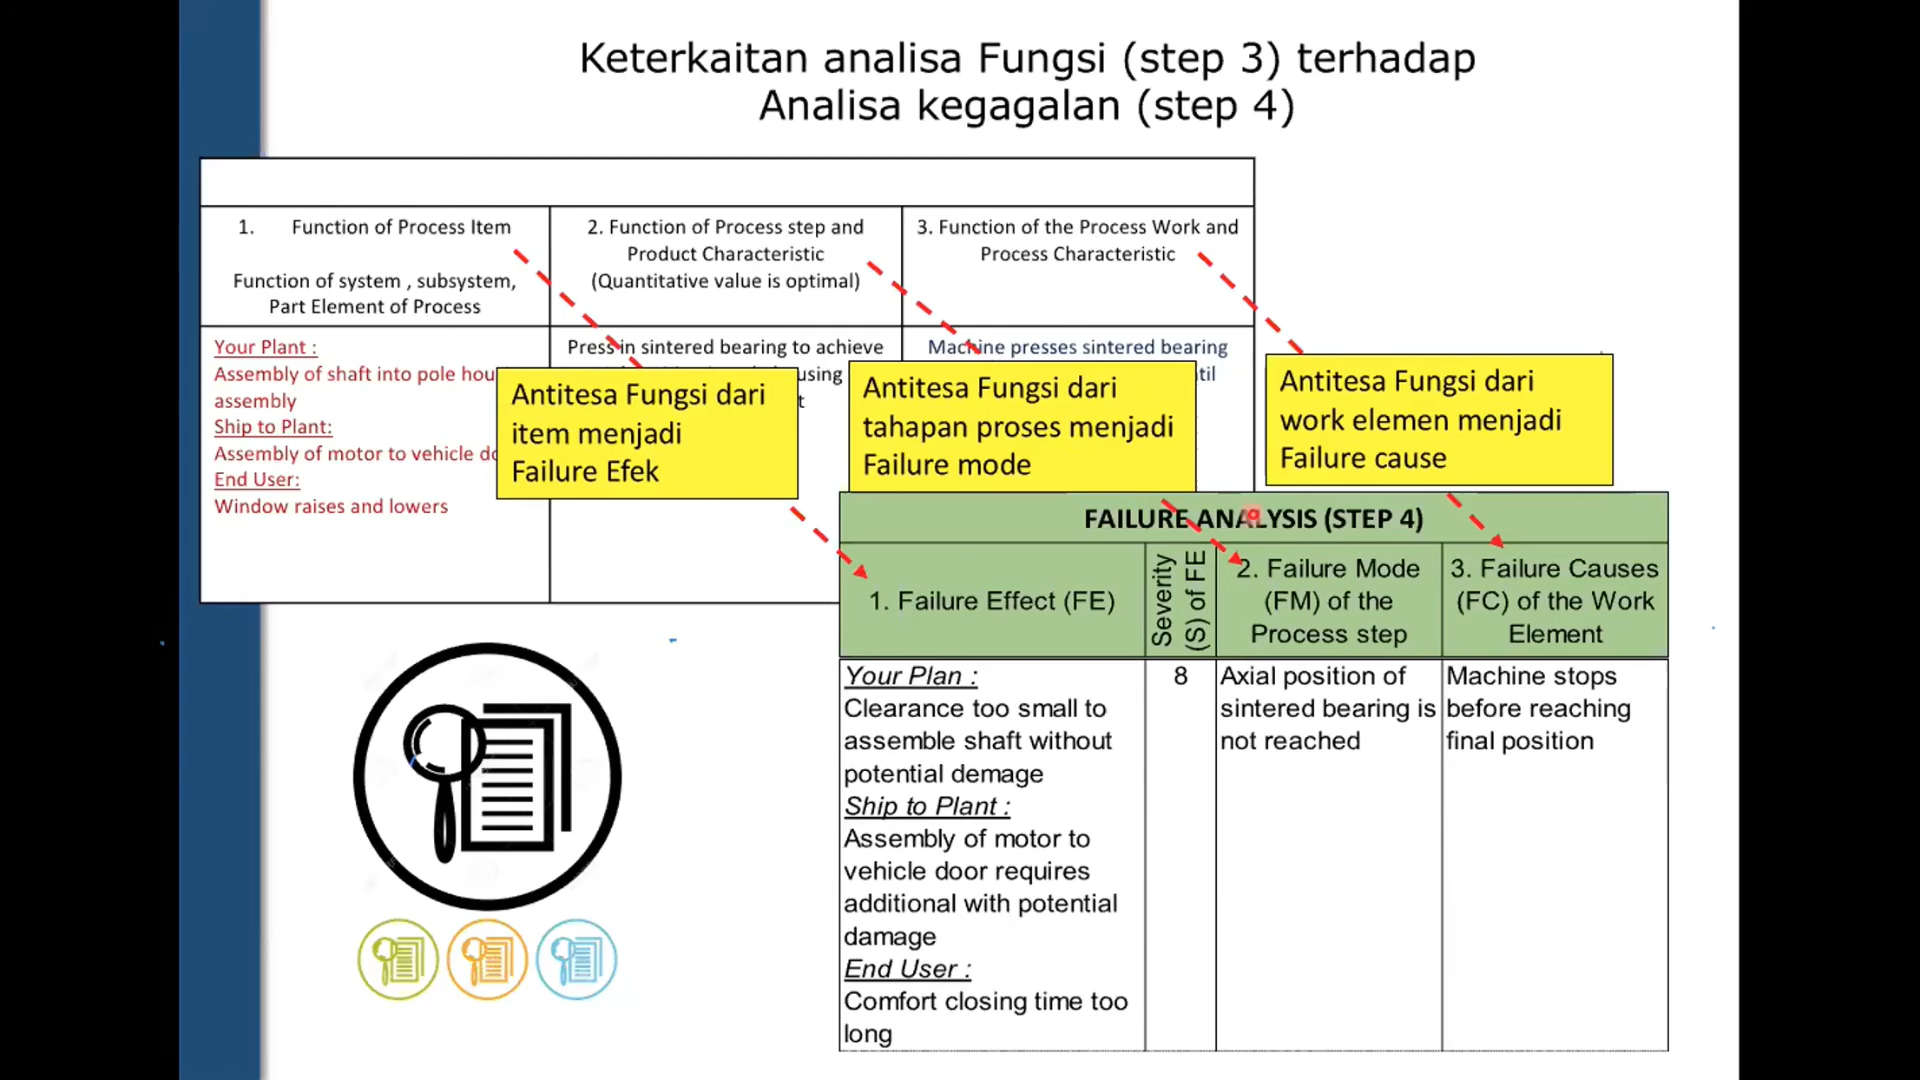 Keterkaitan analisa Fungsi (step 3) terhadap
Analisa kegagalan (step 4)
1. Function of Process Item
Function of system , subsystem,
Part Element of Process
2. Function of Process step and
Product Characteristic
(Quantitative value is optimal)
3. Function of the Process Work and
Process Characteristic
Your Plant :
Assembly of shaft into pole
assembly
Ship to Plant:
Assembly of motor to vehicle
End User:
Window raises and lowers
Press in sintered bearing to achieve
Machine presses sintered bearing
Antitesa Fungsi dari
item menjadi
Failure Efek
Antitesa Fungsi dari
tahapan proses menjadi
Failure mode
Antitesa Fungsi dari
work elemen menjadi
Failure cause
FAILURE ANALYSIS (STEP 4)
1. Failure Effect (FE)
Severity
(S) of FE
2. Failure Mode
(FM) of the
Process step
3. Failure Causes
(FC) of the Work
Element
Your Plan :
Clearance too small to
assemble shaft without
potential demage
Ship to Plant :
Assembly of motor to
vehicle door requires
additional with potential
damage
End User :
Comfort closing time too
long
8
Axial position of
sintered bearing is
not reached
Machine stops
before reaching
final position